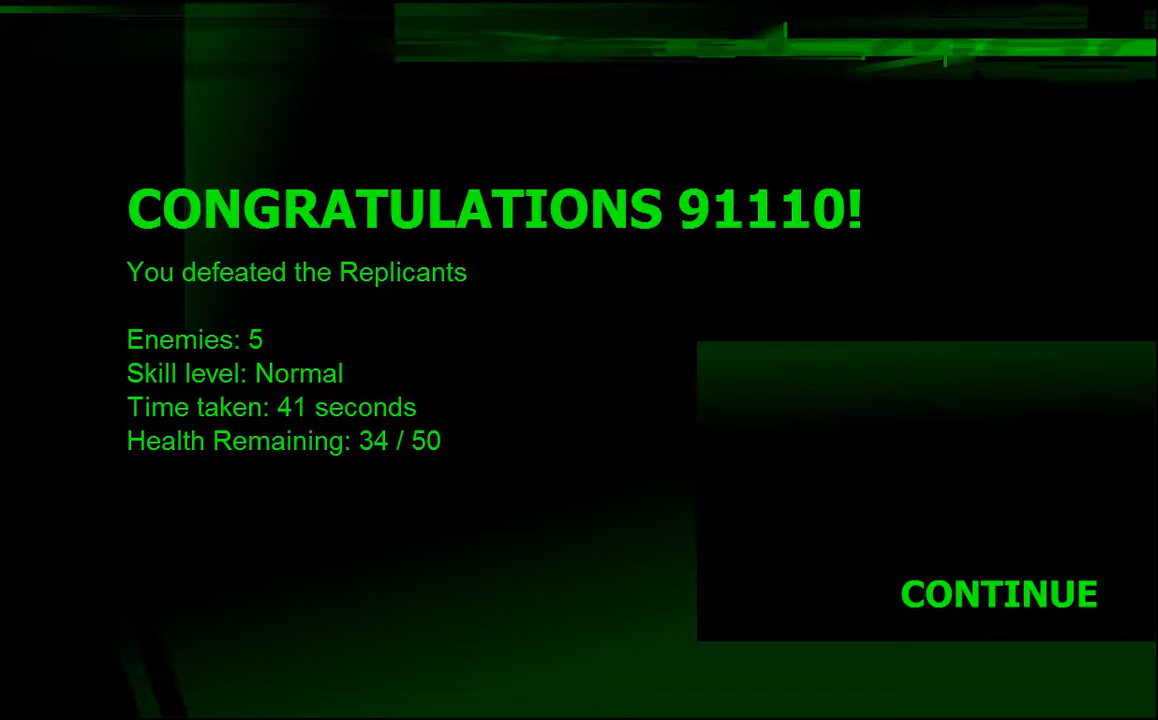 CONGRATULATIONS 91110!
You defeated the Replicants
Enemies: 5
Skill level: Normal
Time taken: 41 seconds
Health Remaining: 34 / 50
CONTINUE